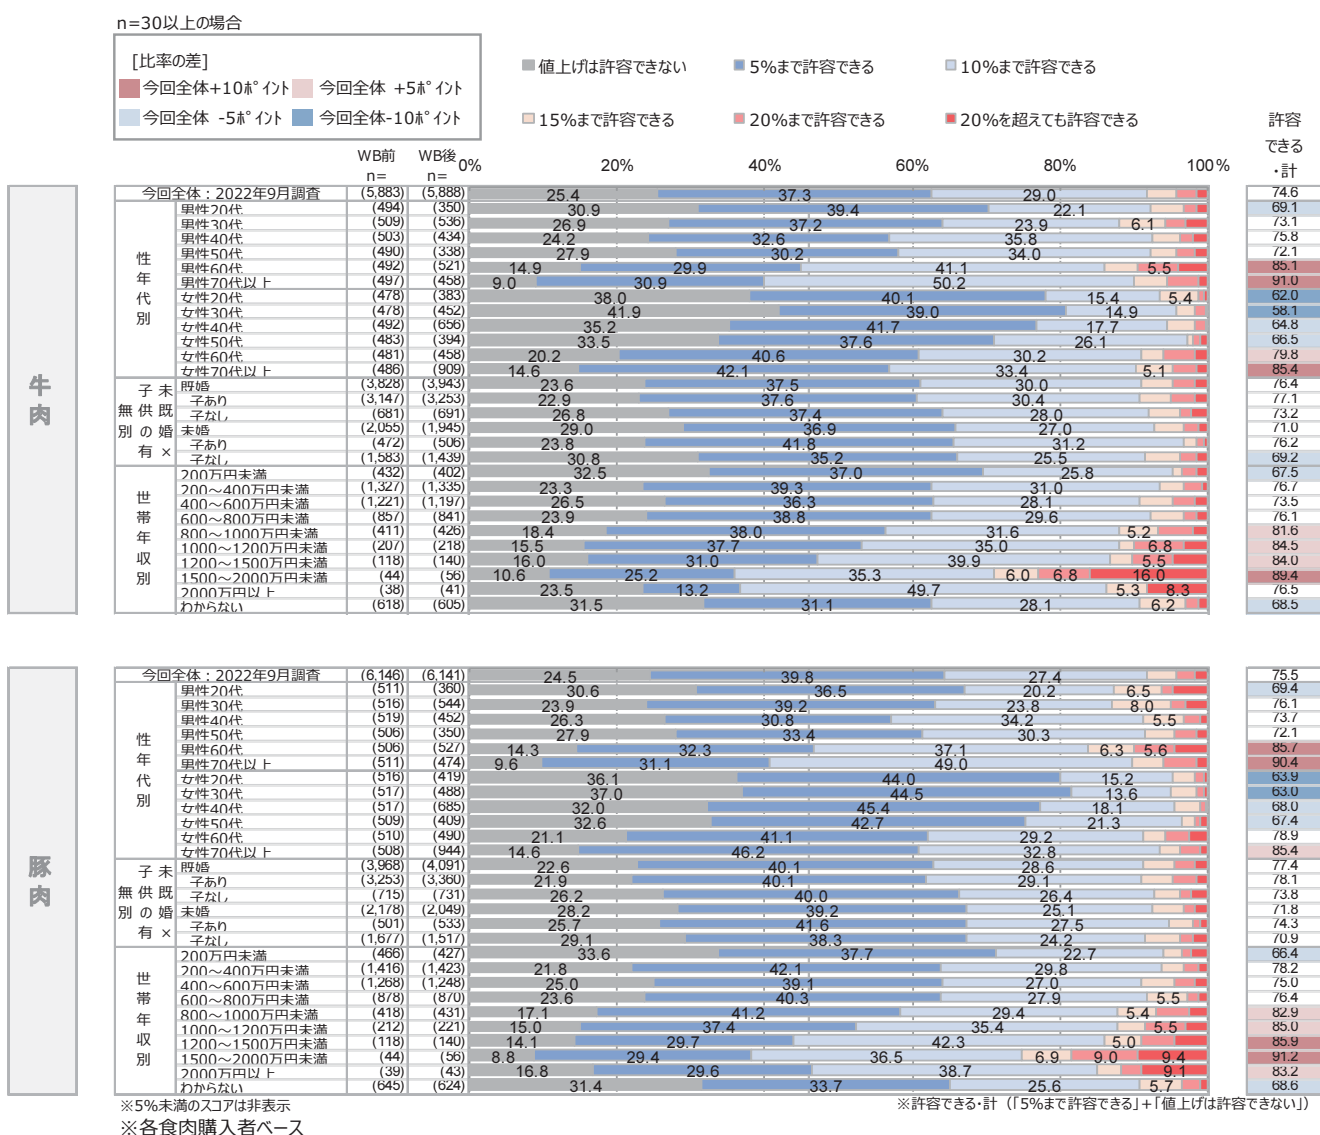 n=30以上の場合
[比率の差]
今回全体+10ﾎﾟｲﾝﾄ 今回全体 +5ﾎﾟｲﾝﾄ
今回全体 -5ﾎﾟｲﾝﾄ 今回全体-10ﾎﾟｲﾝﾄ
値上げは許容できない 5%まで許容できる 10%まで許容できる
15%まで許容できる 20%まで許容できる 20%を超えても許容できる
許容
できる
・計
WB前 WB後
n= n=
0% 20% 40% 60% 80% 100%
牛肉
今回全体：2022年9月調査 (5,883) (5,888) 25.4 37.3 29.0 74.6
性年代別
男性20代 (494) (350) 30.9 39.4 22.1 69.1
男性30代 (509) (536) 26.9 37.2 23.9 6.1 73.1
男性40代 (503) (434) 24.2 32.6 35.8 75.8
男性50代 (490) (338) 27.9 30.2 34.0 72.1
男性60代 (492) (521) 14.9 29.9 41.1 5.5 85.1
男性70代以上 (497) (458) 9.0 30.9 50.2 91.0
女性20代 (478) (383) 38.0 40.1 15.4 5.4 62.0
女性30代 (478) (452) 41.9 39.0 14.9 58.1
女性40代 (492) (656) 35.2 41.7 17.7 64.8
女性50代 (483) (394) 33.5 37.6 26.1 66.5
女性60代 (481) (458) 20.2 40.6 30.2 79.8
女性70代以上 (486) (909) 14.6 42.1 33.4 5.1 85.4
未既婚×子供の有無別
既婚 (3,828) (3,943) 23.6 37.5 30.0 76.4
子あり (3,147) (3,253) 22.9 37.6 30.4 77.1
子なし (681) (691) 26.8 37.4 28.0 73.2
未婚 (2,055) (1,945) 29.0 36.9 27.0 71.0
子あり (472) (506) 23.8 41.8 31.2 76.2
子なし (1,583) (1,439) 30.8 35.2 25.5 69.2
世帯年収別
200万円未満 (432) (402) 32.5 37.0 25.8 67.5
200～400万円未満 (1,327) (1,335) 23.3 39.3 31.0 76.7
400～600万円未満 (1,221) (1,197) 26.5 36.3 28.1 73.5
600～800万円未満 (857) (841) 23.9 38.8 29.6 76.1
800～1000万円未満 (411) (426) 18.4 38.0 31.6 5.2 81.6
1000～1200万円未満 (207) (218) 15.5 37.7 35.0 6.8 84.5
1200～1500万円未満 (118) (140) 16.0 31.0 39.9 5.5 84.0
1500～2000万円未満 (44) (56) 10.6 25.2 35.3 6.0 6.8 16.0 89.4
2000万円以上 (38) (41) 23.5 13.2 49.7 5.3 8.3 76.5
わからない (618) (605) 31.5 31.1 28.1 6.2 68.5
豚肉
今回全体：2022年9月調査 (6,146) (6,141) 24.5 39.8 27.4 75.5
性年代別
男性20代 (511) (360) 30.6 36.5 20.2 6.5 69.4
男性30代 (516) (544) 23.9 39.2 23.8 8.0 76.1
男性40代 (519) (452) 26.3 30.8 34.2 5.5 73.7
男性50代 (506) (350) 27.9 33.4 30.3 72.1
男性60代 (506) (527) 14.3 32.3 37.1 6.3 5.6 85.7
男性70代以上 (511) (474) 9.6 31.1 49.0 90.4
女性20代 (516) (419) 36.1 44.0 15.2 63.9
女性30代 (517) (488) 37.0 44.5 13.6 63.0
女性40代 (517) (685) 32.0 45.4 18.1 68.0
女性50代 (509) (409) 32.6 42.7 21.3 67.4
女性60代 (510) (490) 21.1 41.1 29.2 78.9
女性70代以上 (508) (944) 14.6 46.2 32.8 85.4
未既婚×子供の有無別
既婚 (3,968) (4,091) 22.6 40.1 28.6 77.4
子あり (3,253) (3,360) 21.9 40.1 29.1 78.1
子なし (715) (731) 26.2 40.0 26.4 73.8
未婚 (2,178) (2,049) 28.2 39.2 25.1 71.8
子あり (501) (533) 25.7 41.6 27.5 74.3
子なし (1,677) (1,517) 29.1 38.3 24.2 70.9
世帯年収別
200万円未満 (466) (427) 33.6 37.7 22.7 66.4
200～400万円未満 (1,416) (1,423) 21.8 42.1 29.8 78.2
400～600万円未満 (1,268) (1,248) 25.0 39.1 27.0 75.0
600～800万円未満 (878) (870) 23.6 40.3 27.9 5.5 76.4
800～1000万円未満 (418) (431) 17.1 41.2 29.4 5.4 82.9
1000～1200万円未満 (212) (221) 15.0 37.4 35.4 5.5 85.0
1200～1500万円未満 (118) (140) 14.1 29.7 42.3 5.0 85.9
1500～2000万円未満 (44) (56) 8.8 29.4 36.5 6.9 9.0 9.4 91.2
2000万円以上 (39) (43) 16.8 29.6 38.7 9.1 83.2
わからない (645) (624) 31.4 33.7 25.6 5.7 68.6
※5%未満のスコアは非表示
※許容できる・計（「5%まで許容できる」+「値上げは許容できない」）
※各食肉購入者ベース